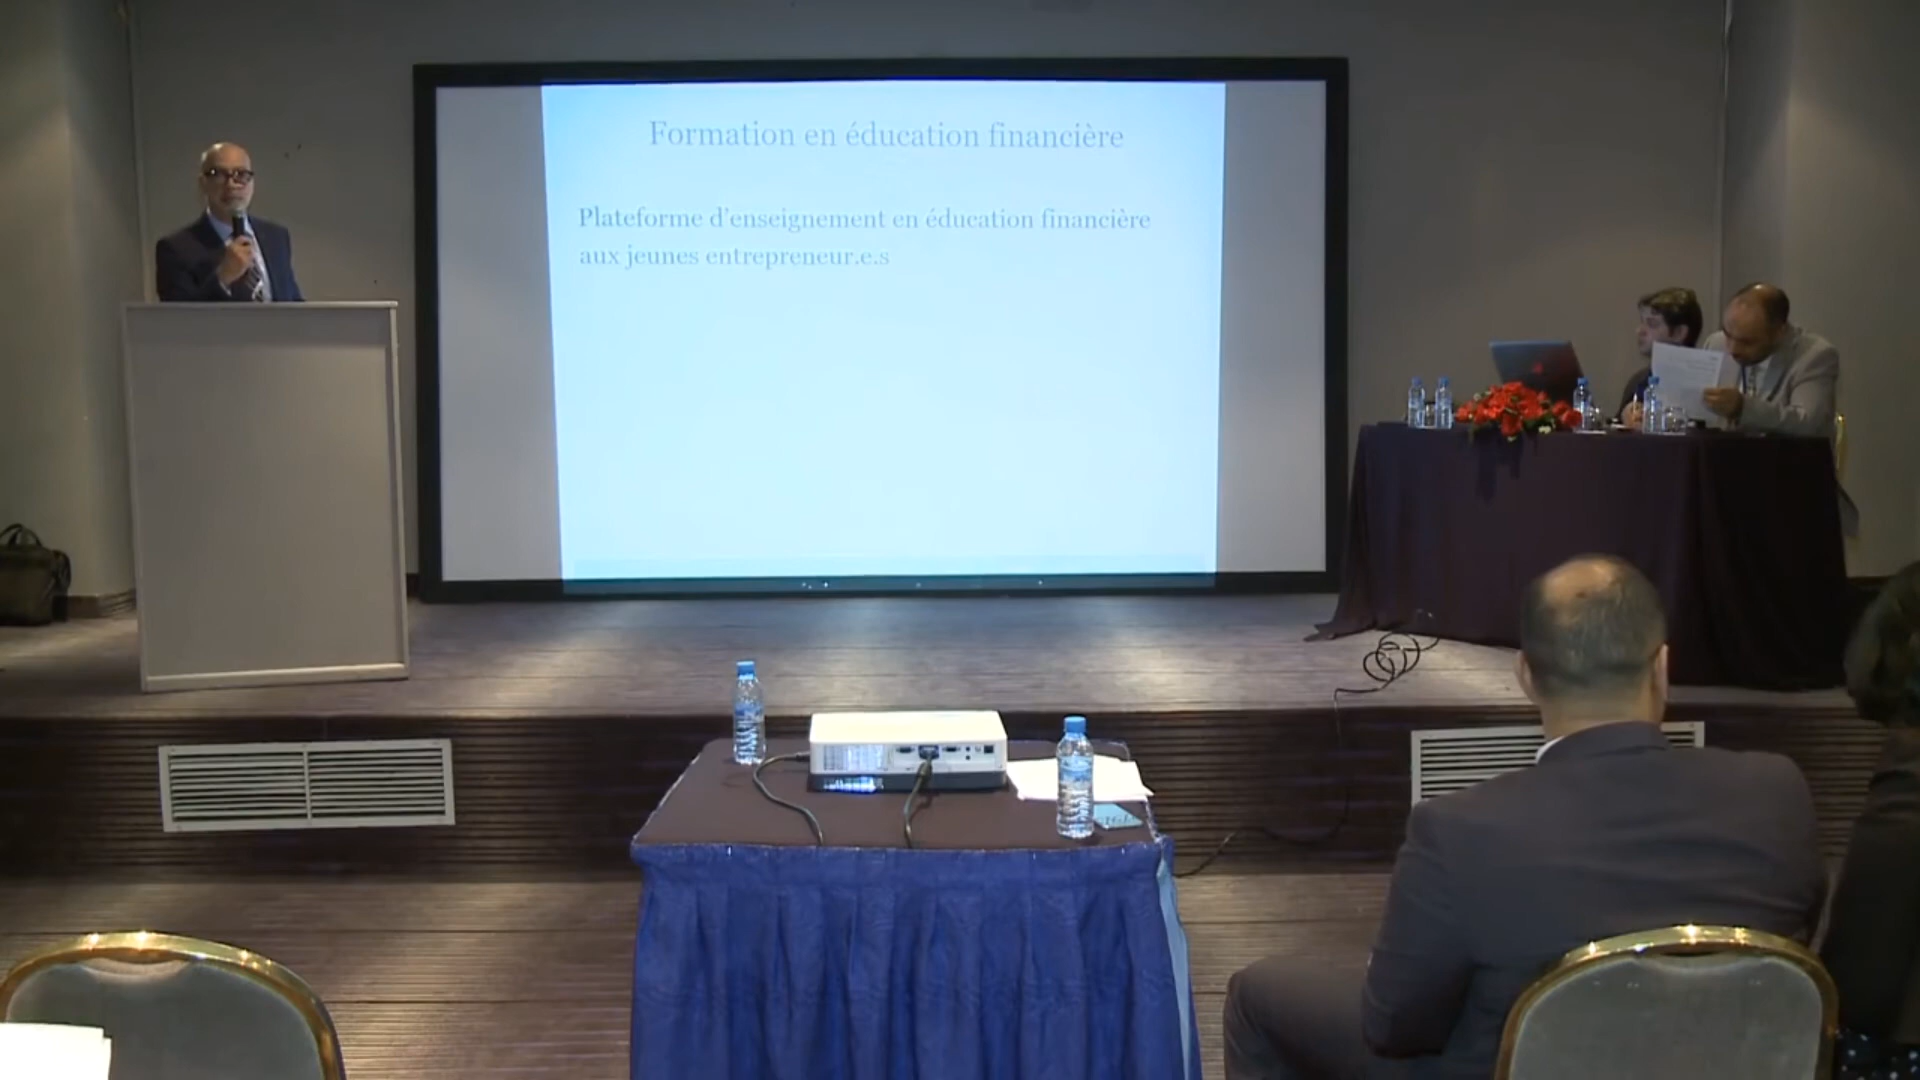 Formation en éducation financière
Plateforme d'enseignement en éducation financière
aux jeunes entrepreneur.e.s